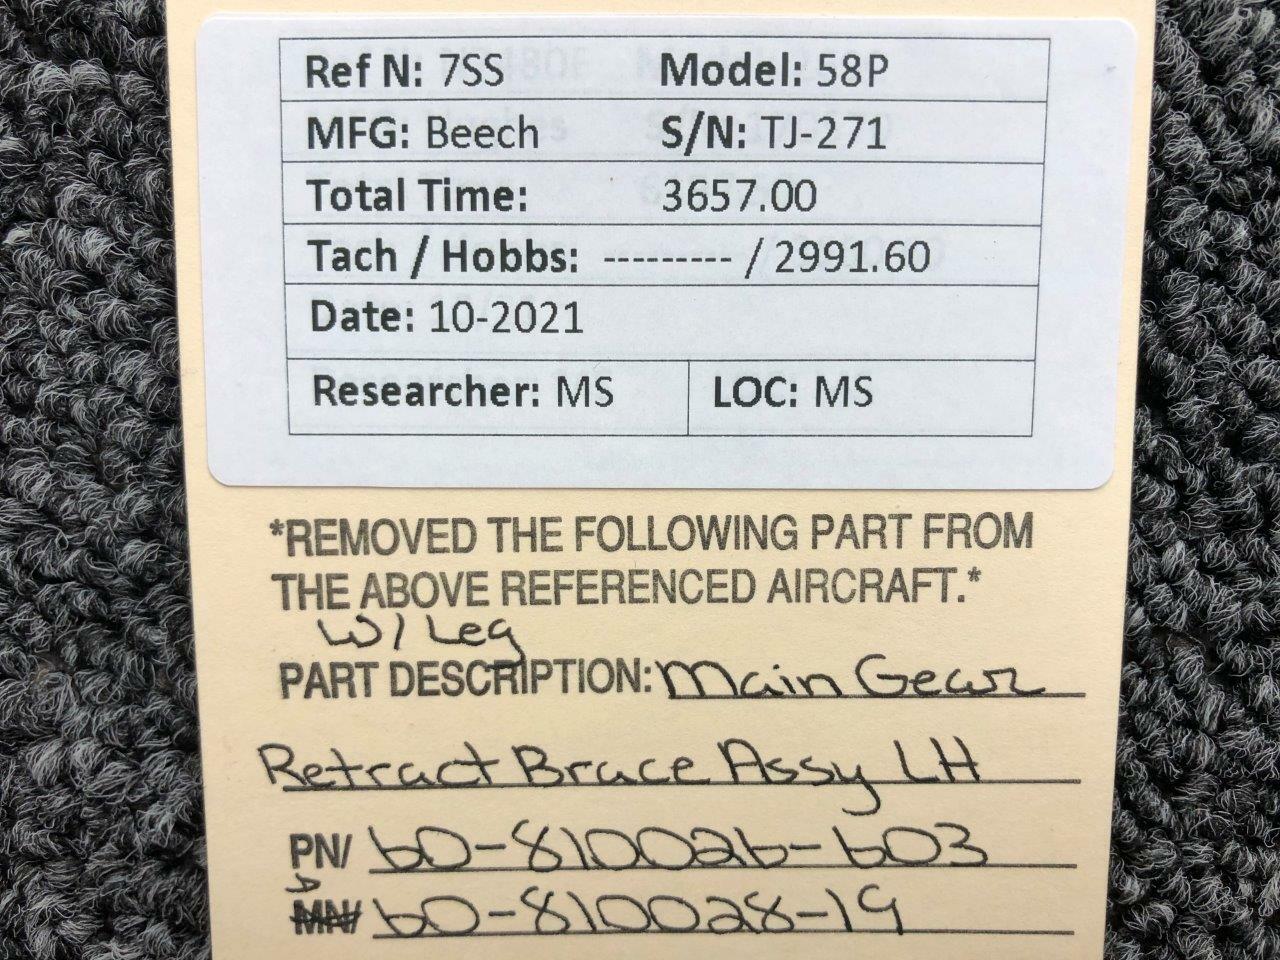 Ref N: 7SS Model: 58P
MFG: Beech S/N: TJ-271
Total Time: 3657.00
Tach / Hobbs: --------- / 2991.60
Date: 10-2021
Researcher: MS LOC: MS
*REMOVED THE FOLLOWING PART FROM
THE ABOVE REFERENCED AIRCRAFT.*
W/ Leg
PART DESCRIPTION: Main Gear
Retract Brace Assy LH
PN/ 60-810026-603
MN/ 60-810028-19